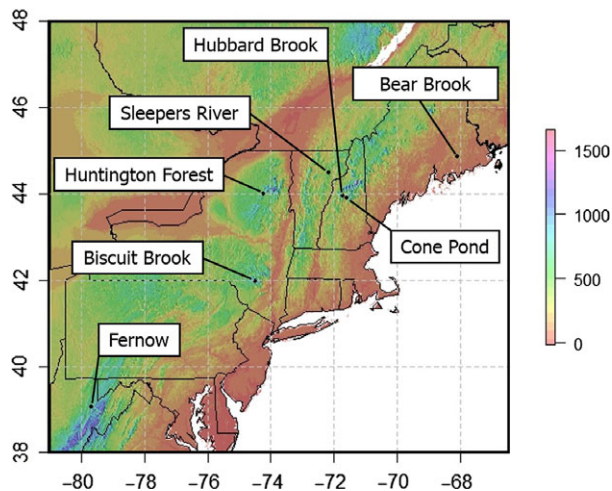 48
46
44
42
40
38
Hubbard Brook
Bear Brook
Sleepers River
Huntington Forest
Cone Pond
Biscuit Brook
Fernow
1500
1000
500
0
−80 −78 −76 −74 −72 −70 −68